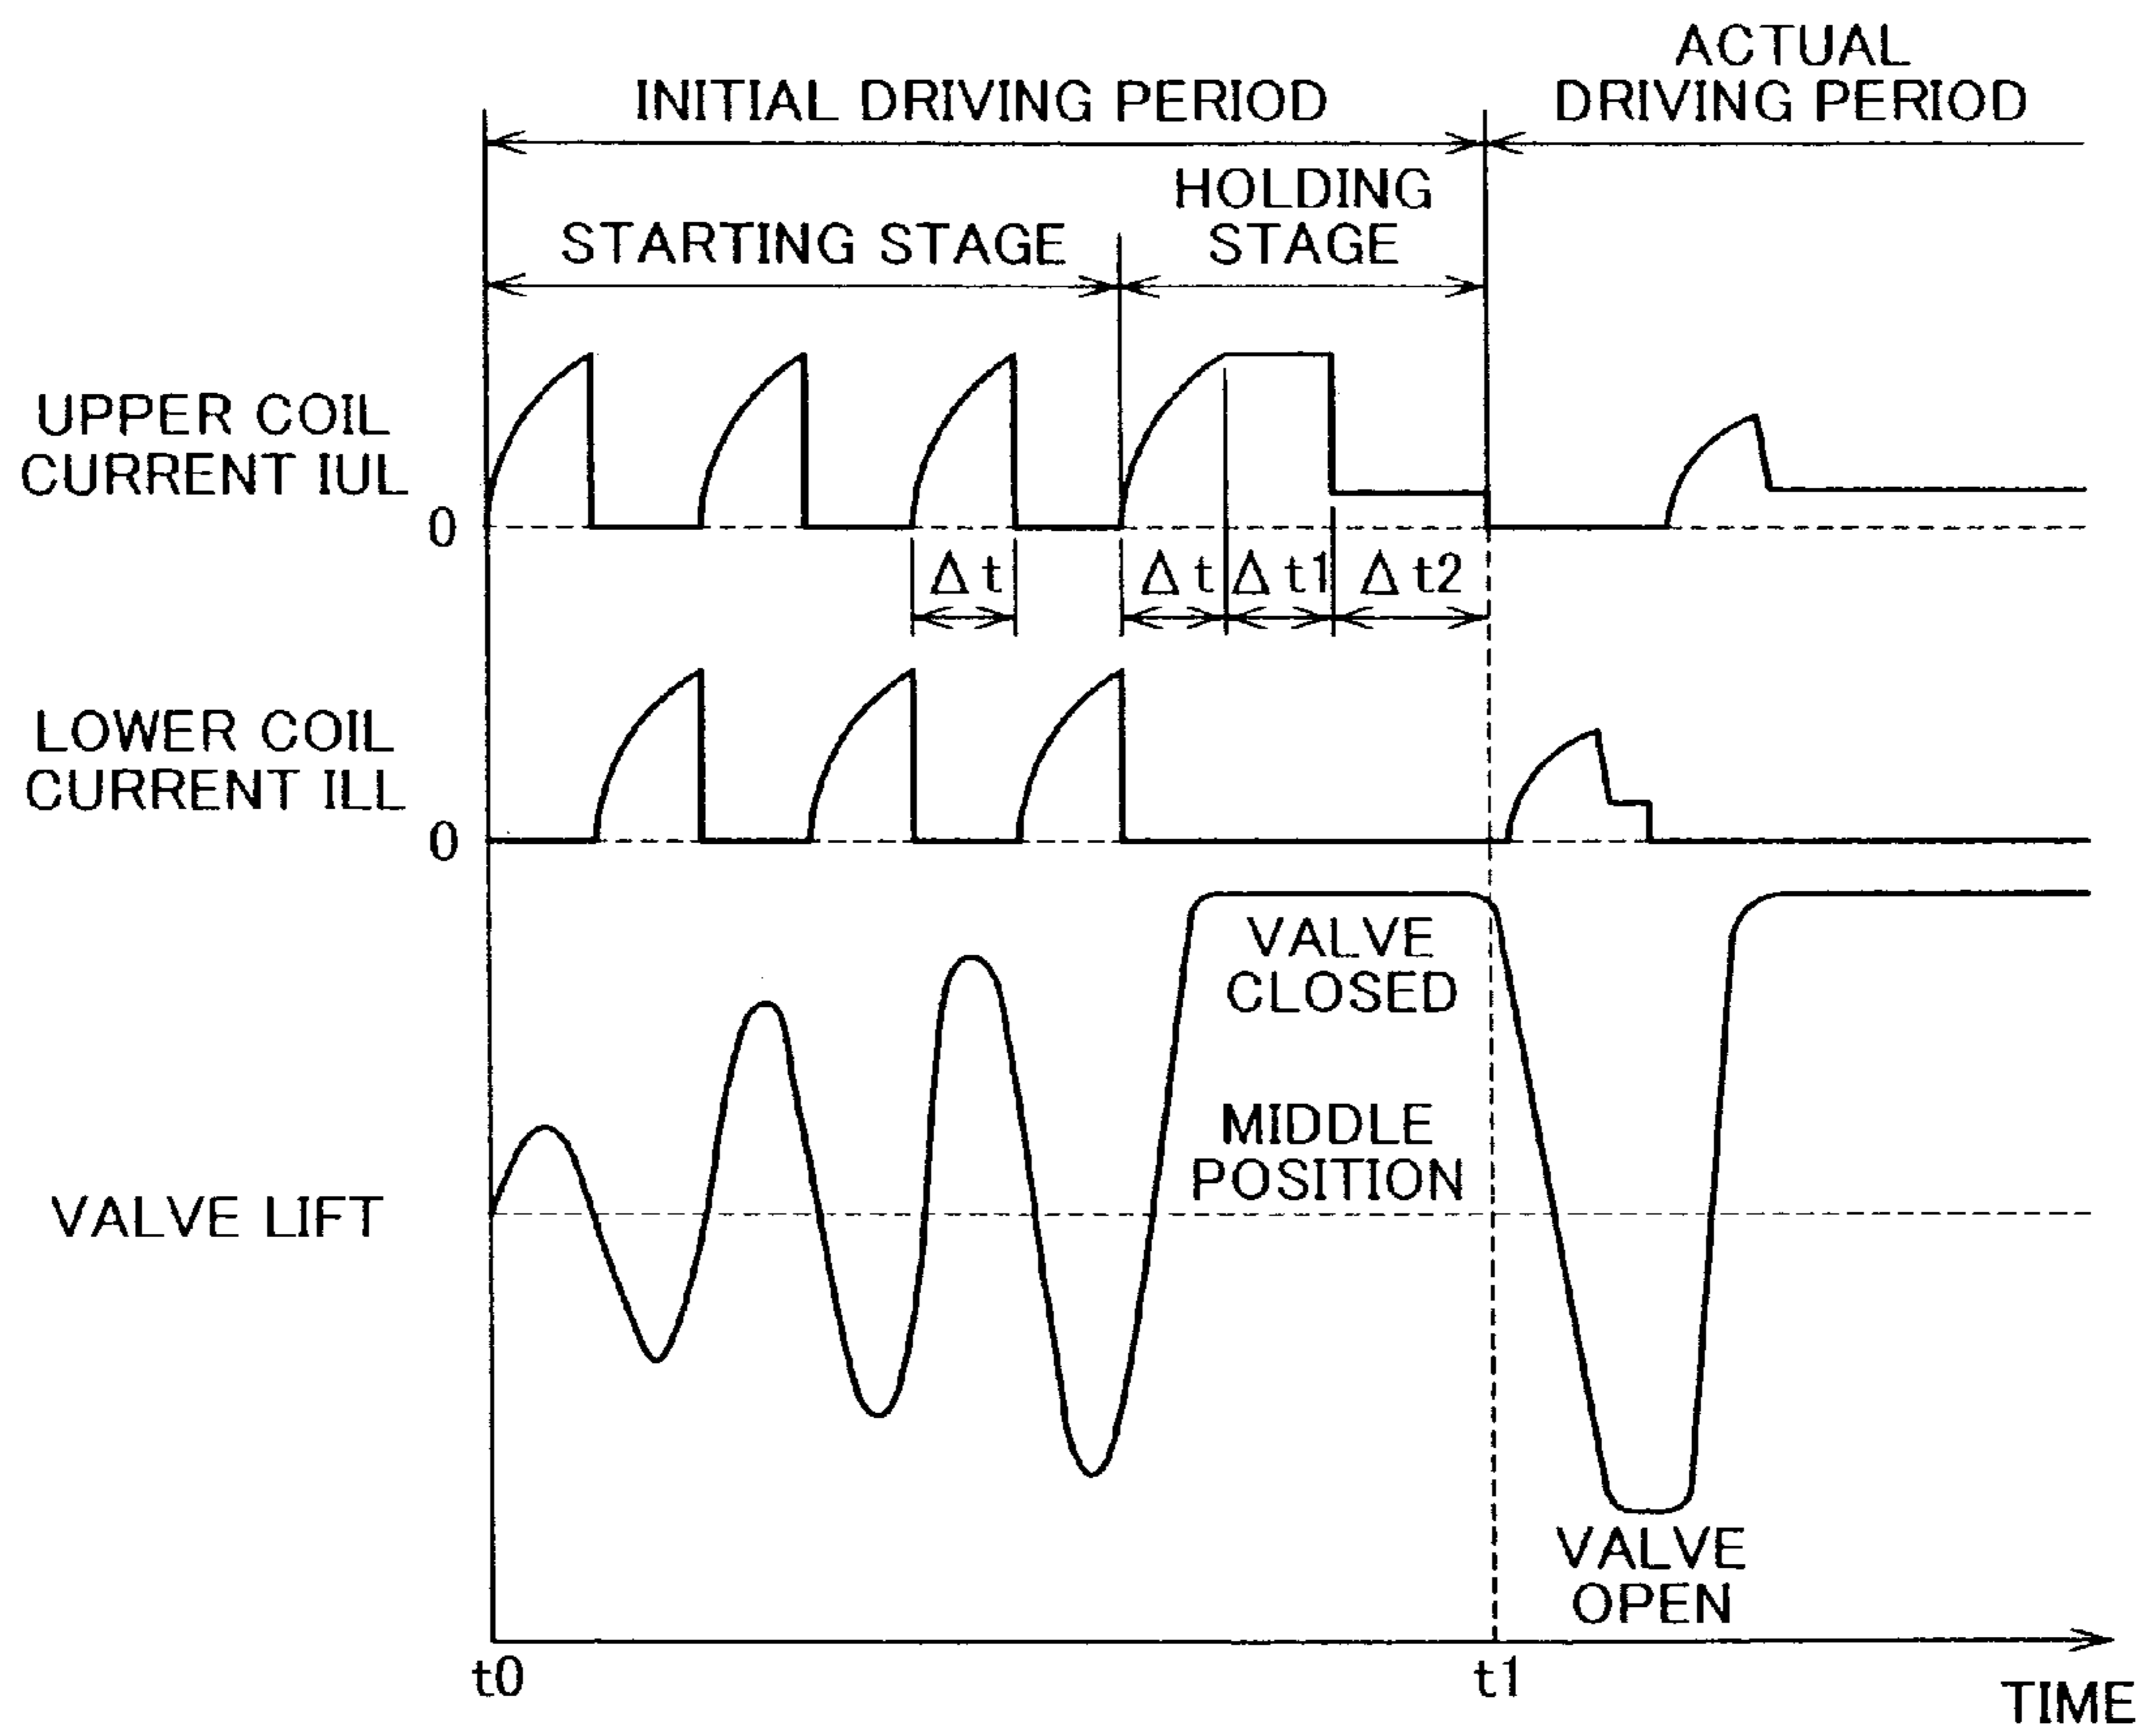 ACTUAL
INITIAL DRIVING PERIOD
DRIVING PERIOD
HOLDING
STARTING STAGE
STAGE
UPPER COIL
CURRENT IUL
0
Δt
Δt
Δt1
Δt2
LOWER COIL
CURRENT ILL
0
VALVE
CLOSED
MIDDLE
POSITION
VALVE LIFT
VALVE
OPEN
t0
t1
TIME